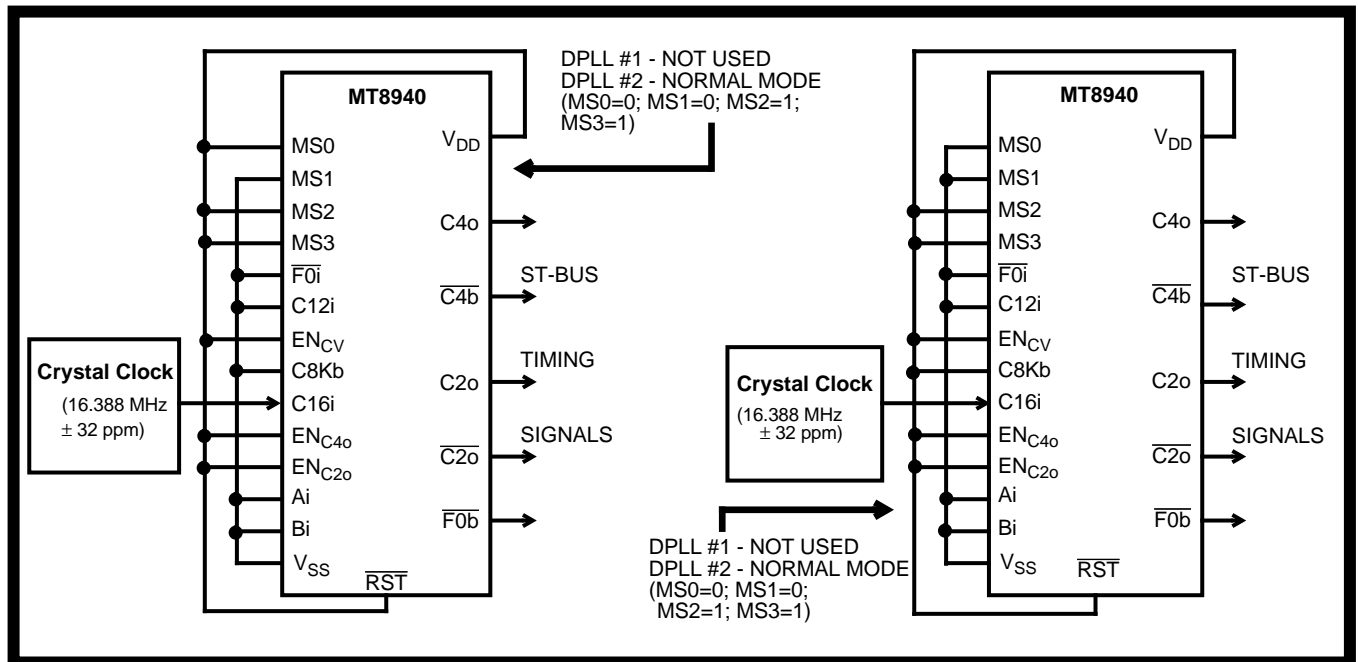 DPLL #1 - NOT USED
DPLL #2 - NORMAL MODE
(MS0=0; MS1=0; MS2=1;
MS3=1)
MT8940
MS0
MS1
MS2
MS3
F0i
C12i
ENCV
C8Kb
C16i
ENC4o
ENC2o
Ai
Bi
VSS
RST
VDD
C4o
C4b
C2o
C2o
F0b
ST-BUS
TIMING
SIGNALS
Crystal Clock
(16.388 MHz
± 32 ppm)
MT8940
MS0
MS1
MS2
MS3
F0i
C12i
ENCV
C8Kb
C16i
ENC4o
ENC2o
Ai
Bi
VSS
RST
VDD
C4o
C4b
C2o
C2o
F0b
ST-BUS
TIMING
SIGNALS
Crystal Clock
(16.388 MHz
± 32 ppm)
DPLL #1 - NOT USED
DPLL #2 - NORMAL MODE
(MS0=0; MS1=0;
MS2=1; MS3=1)